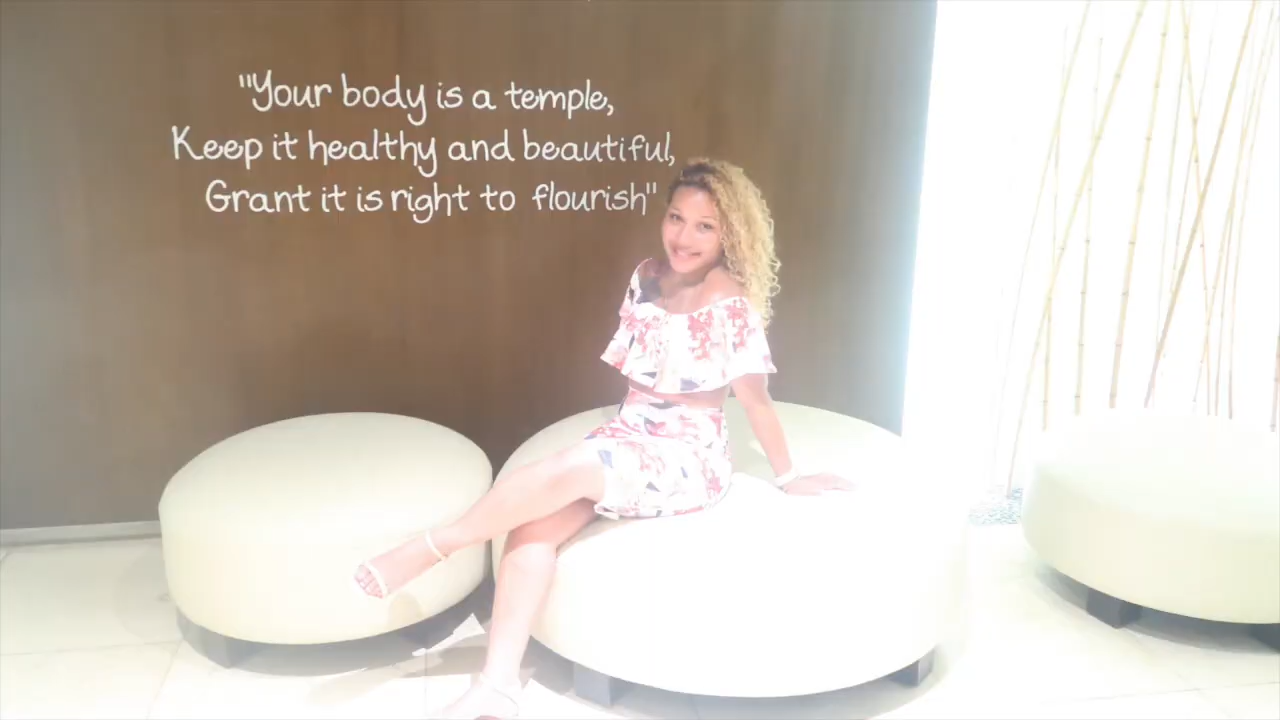 "Your body is a temple,
Keep it healthy and beautiful,
Grant it is right to flourish"